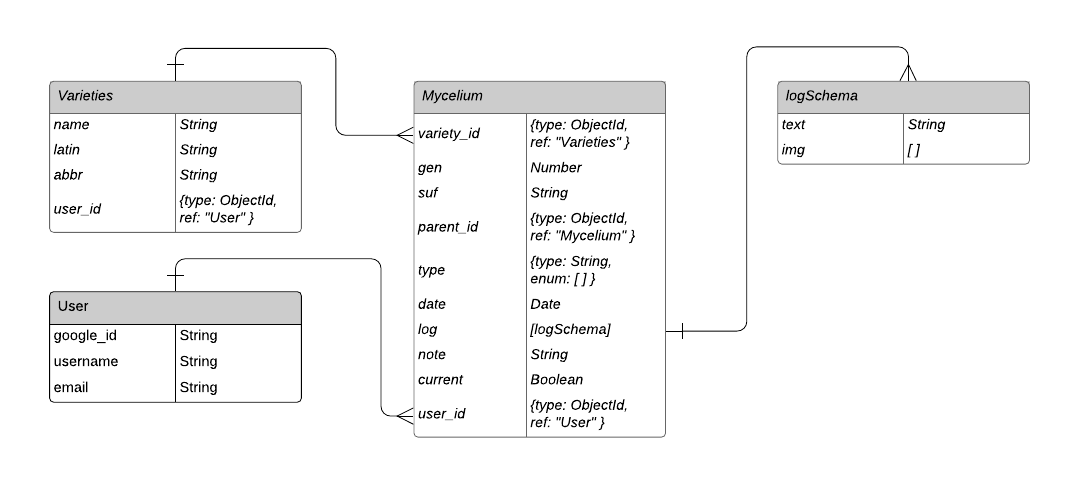 Varieties
name String
latin String
abbr String
user_id {type: ObjectId,
ref: "User" }
User
google_id String
username String
email String
Mycelium
variety_id {type: ObjectId,
ref: "Varieties" }
gen Number
suf String
parent_id {type: ObjectId,
ref: "Mycelium" }
type {type: String,
enum: [ ] }
date Date
log [logSchema]
note String
current Boolean
user_id {type: ObjectId,
ref: "User" }
logSchema
text String
img [ ]